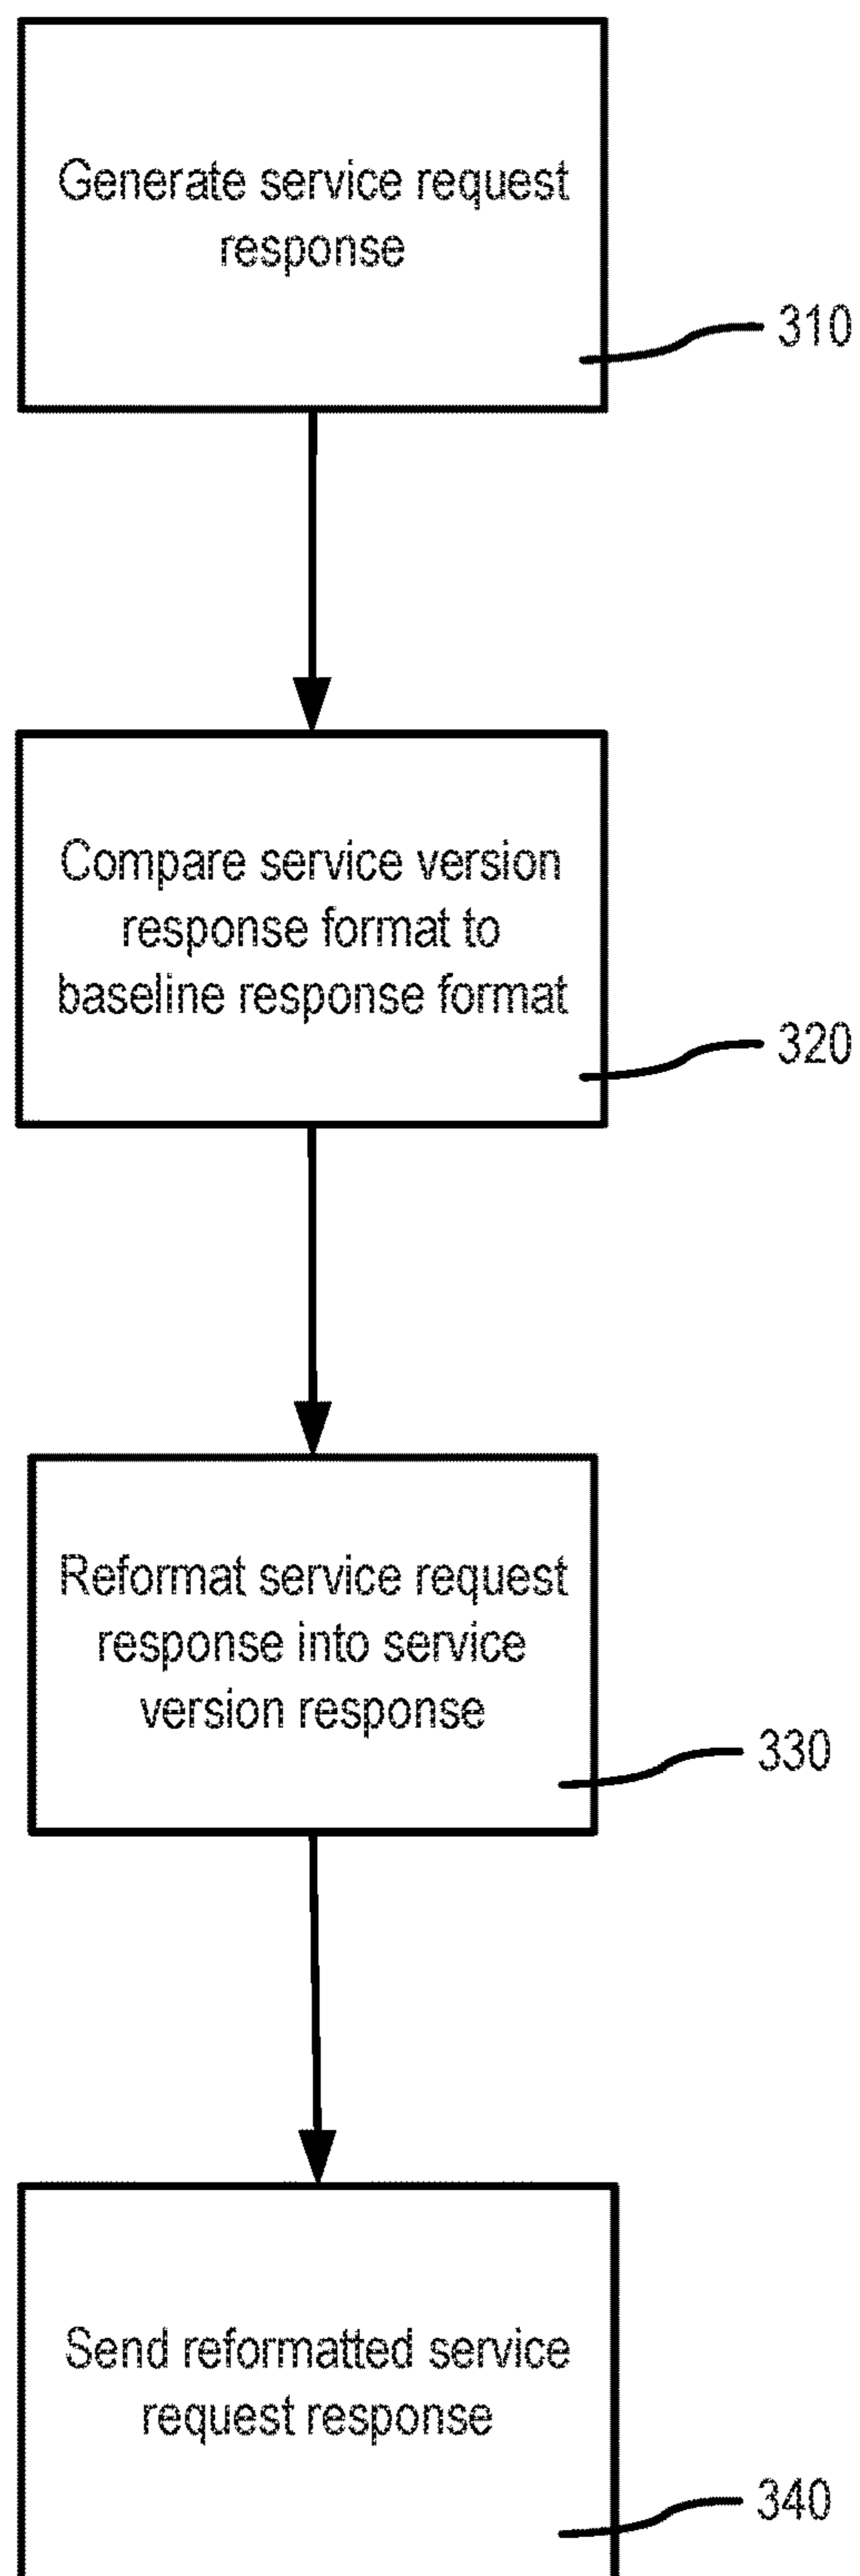 Generate service request
response
310
Compare service version
response format to
baseline response format
320
Reformat service request
response into service
version response
330
Send reformatted service
request response
340